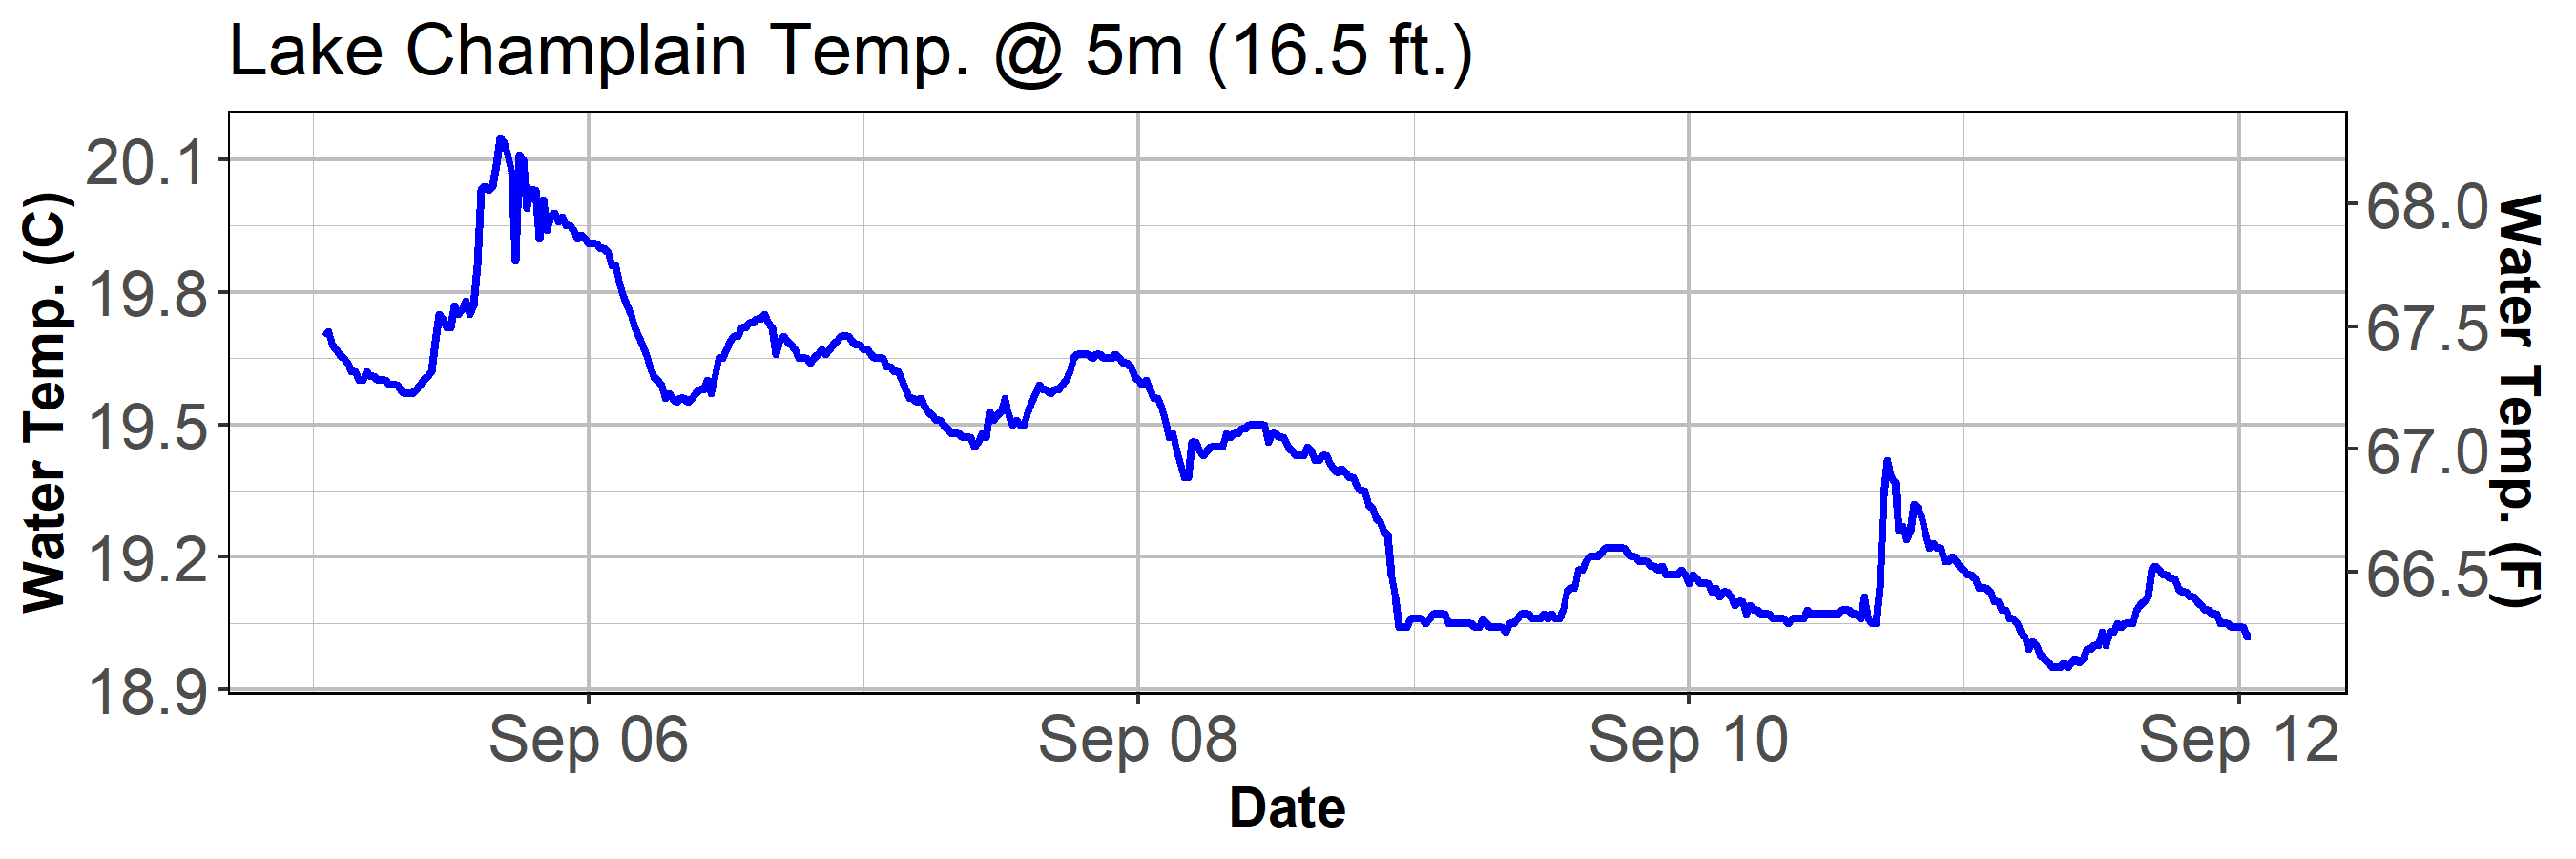 Lake Champlain Temp. @ 5m (16.5 ft.)
Water Temp. (C)
20.1
19.8
19.5
19.2
18.9
68.0
67.5
67.0
66.5
Water Temp. (F)
Sep 06 Sep 08 Sep 10 Sep 12
Date